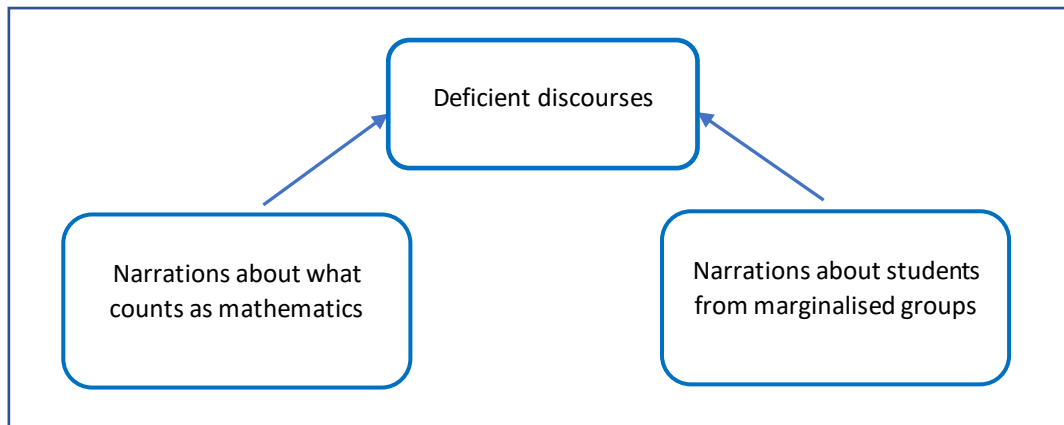 Deficient discourses
Narrations about what
counts as mathematics
Narrations about students
from marginalised groups